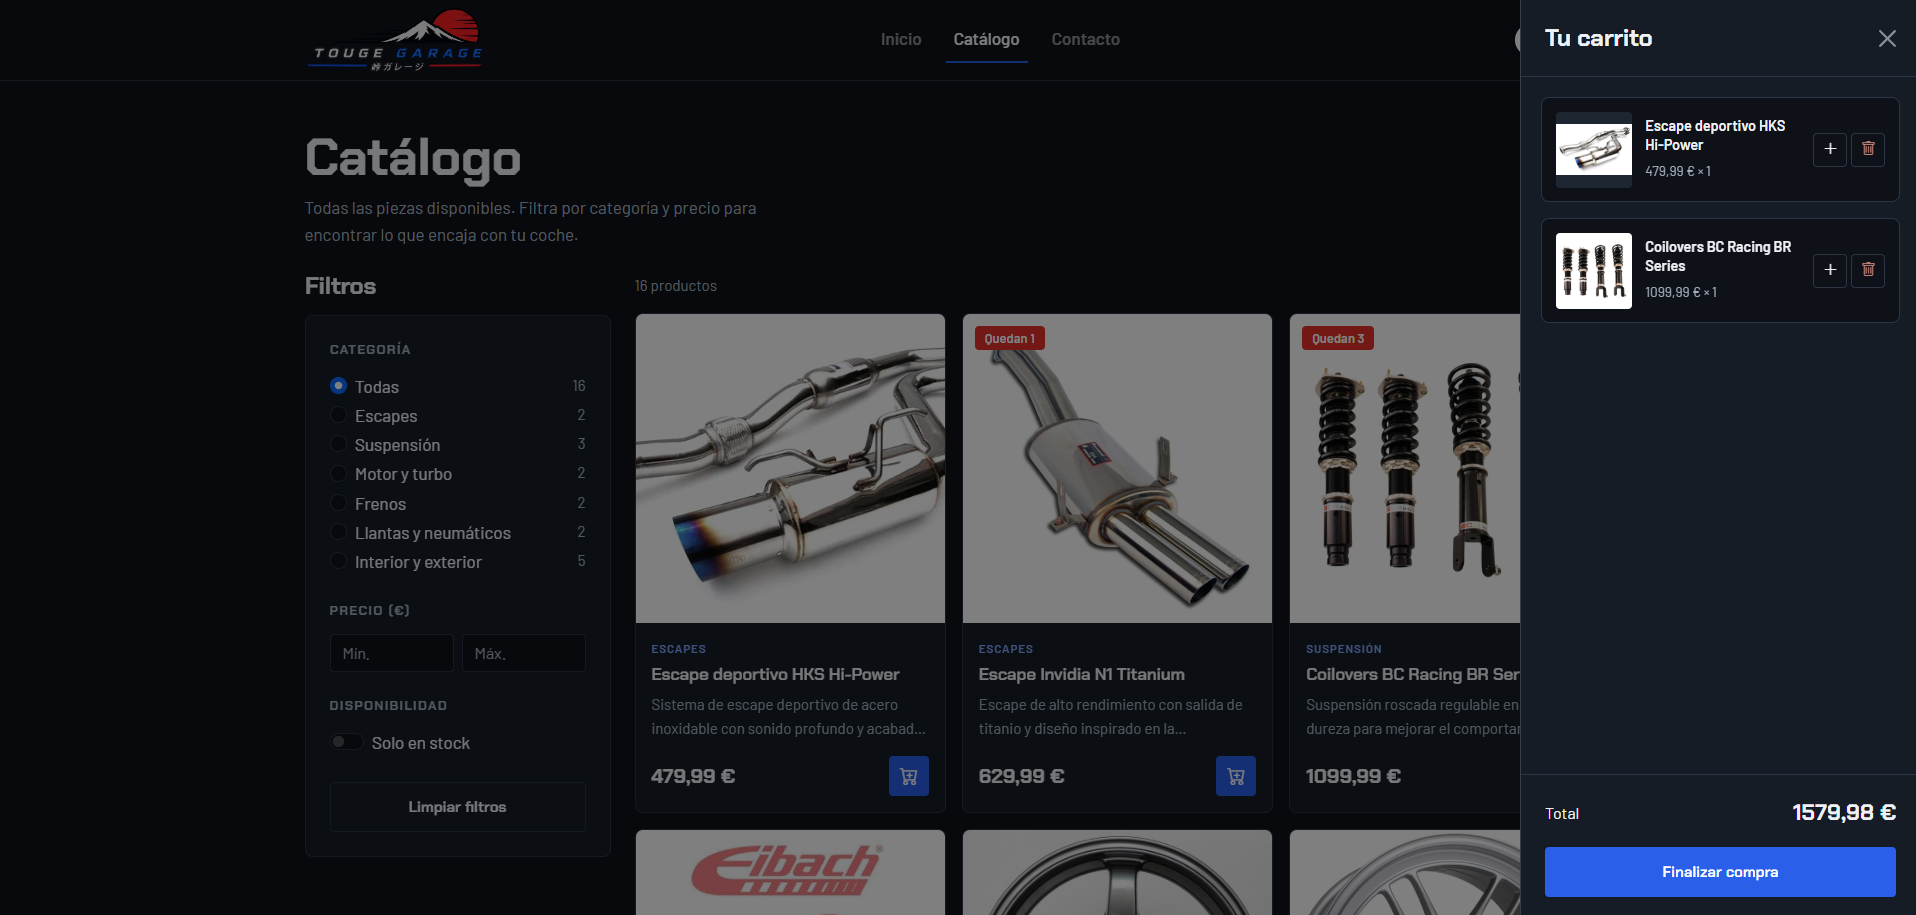 TOUGE GARAGE
峠ガレージ
Inicio
Catálogo
Contacto
Catálogo
Todas las piezas disponibles. Filtra por categoría y precio para
encontrar lo que encaja con tu coche.
Filtros
CATEGORÍA
Todas 16
Escapes 2
Suspensión 3
Motor y turbo 2
Frenos 2
Llantas y neumáticos 2
Interior y exterior 5
PRECIO (€)
Mín.
Máx.
DISPONIBILIDAD
Solo en stock
Limpiar filtros
16 productos
ESCAPES
Escape deportivo HKS Hi-Power
Sistema de escape deportivo de acero
inoxidable con sonido profundo y acabad...
479,99 €
Quedan 1
ESCAPES
Escape Invidia N1 Titanium
Escape de alto rendimiento con salida de
titanio y diseño inspirado en la...
629,99 €
Quedan 3
SUSPENSIÓN
Coilovers BC Racing BR Ser
Suspensión roscada regulable en
dureza para mejorar el comportar
1099,99 €
Eibach
Tu carrito
Escape deportivo HKS
Hi-Power
479,99 € × 1
Coilovers BC Racing BR
Series
1099,99 € × 1
Total
1579,98 €
Finalizar compra